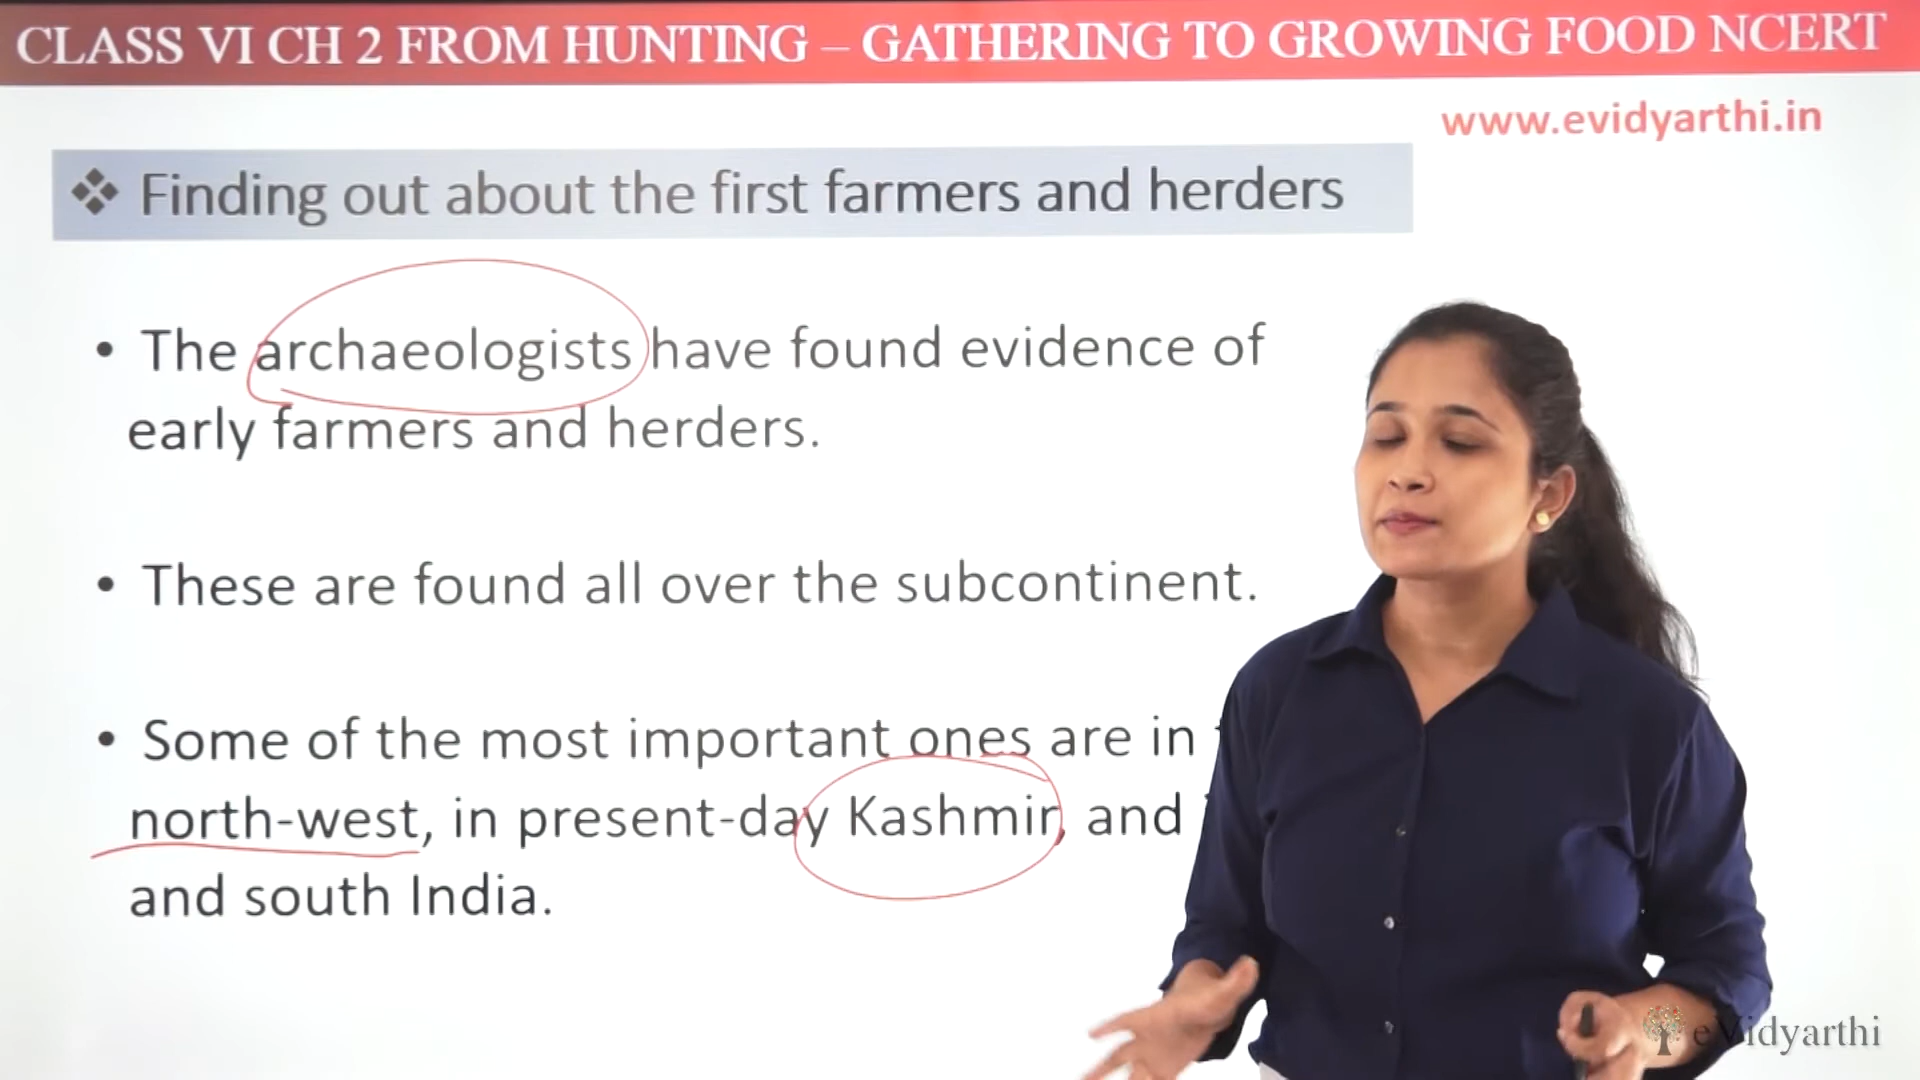 CLASS VI CH 2 FROM HUNTING – GATHERING TO GROWING FOOD NCERT
www.evidyarthi.in
❖ Finding out about the first farmers and herders
• The archaeologists have found evidence of
early farmers and herders.
• These are found all over the subcontinent.
• Some of the most important ones are in
north-west, in present-day Kashmir, and
and south India.
eVidyarthi